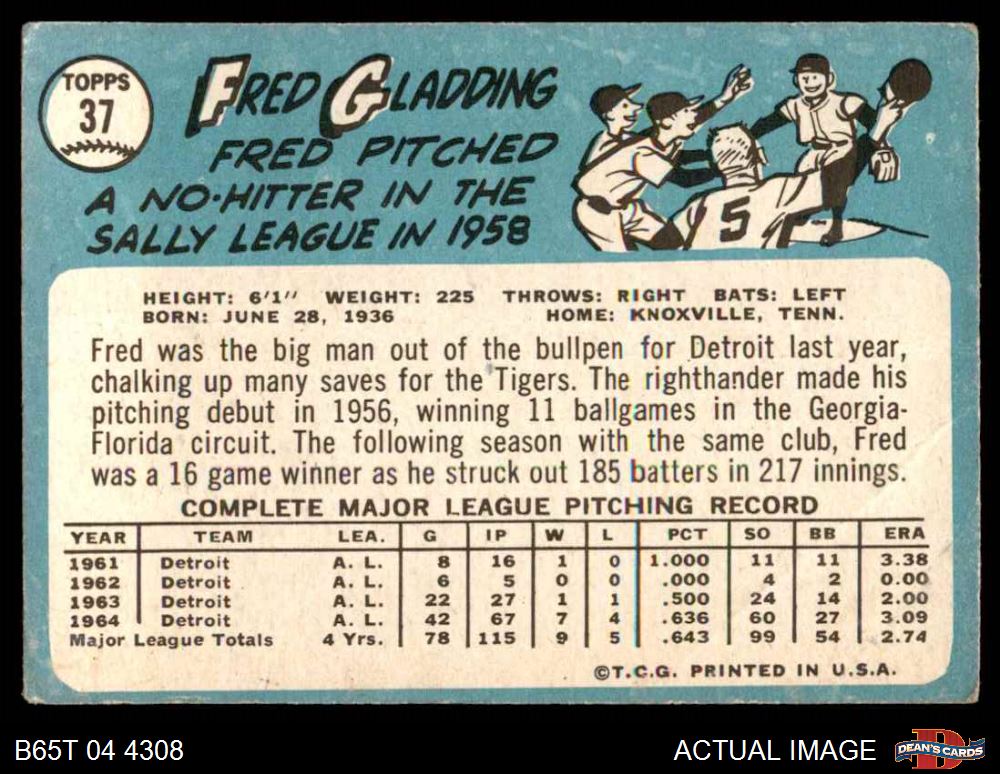 TOPPS
37
FRED GLADDING
FRED PITCHED
A NO-HITTER IN THE
SALLY LEAGUE IN 1958
5
HEIGHT: 6'1" WEIGHT: 225 THROWS: RIGHT BATS: LEFT
BORN: JUNE 28, 1936 HOME: KNOXVILLE, TENN.
Fred was the big man out of the bullpen for Detroit last year,
chalking up many saves for the Tigers. The righthander made his
pitching debut in 1956, winning 11 ballgames in the Georgia-
Florida circuit. The following season with the same club, Fred
was a 16 game winner as he struck out 185 batters in 217 innings.
COMPLETE MAJOR LEAGUE PITCHING RECORD
YEAR TEAM LEA. G IP W L PCT SO BB ERA
1961 Detroit A. L. 8 16 1 0 1.000 11 11 3.38
1962 Detroit A. L. 6 5 0 0 .000 4 2 0.00
1963 Detroit A. L. 22 27 1 1 .500 24 14 2.00
1964 Detroit A. L. 42 67 7 4 .636 60 27 3.09
Major League Totals 4 Yrs. 78 115 9 5 .643 99 54 2.74
©T.C.G. PRINTED IN U.S.A.
B65T 04 4308 ACTUAL IMAGE DEAN'S CARDS